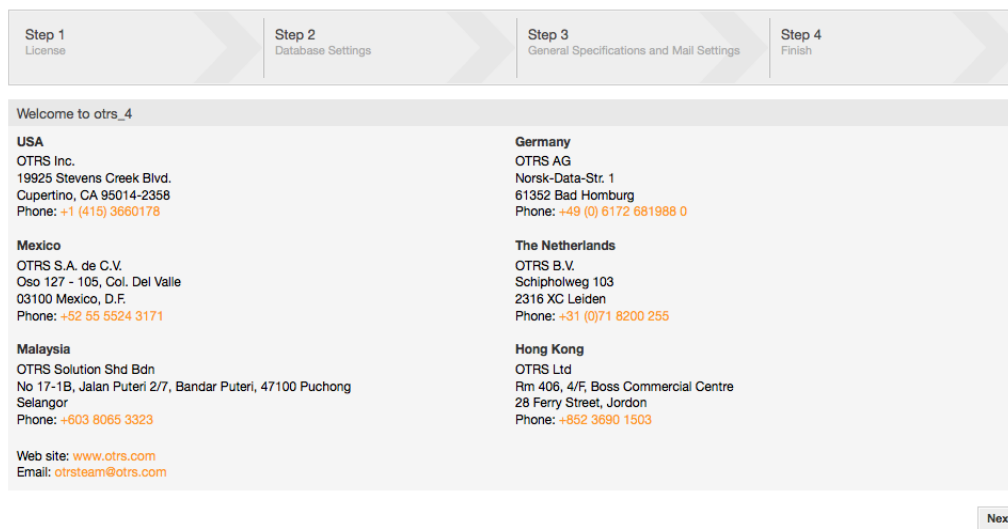 Step 1
License
Step 2
Database Settings
Step 3
General Specifications and Mail Settings
Step 4
Finish
Welcome to otrs_4
USA
OTRS Inc.
19925 Stevens Creek Blvd.
Cupertino, CA 95014-2358
Phone: +1 (415) 3660178
Germany
OTRS AG
Norsk-Data-Str. 1
61352 Bad Homburg
Phone: +49 (0) 6172 681988 0
Mexico
OTRS S.A. de C.V.
Oso 127 - 105, Col. Del Valle
03100 Mexico, D.F.
Phone: +52 55 5524 3171
The Netherlands
OTRS B.V.
Schipholweg 103
2316 XC Leiden
Phone: +31 (0)71 8200 255
Malaysia
OTRS Solution Shd Bdn
No 17-1B, Jalan Puteri 2/7, Bandar Puteri, 47100 Puchong
Selangor
Phone: +603 8065 3323
Hong Kong
OTRS Ltd
Rm 406, 4/F, Boss Commercial Centre
28 Ferry Street, Jordon
Phone: +852 3690 1503
Web site: www.otrs.com
Email: otrsteam@otrs.com
Nex